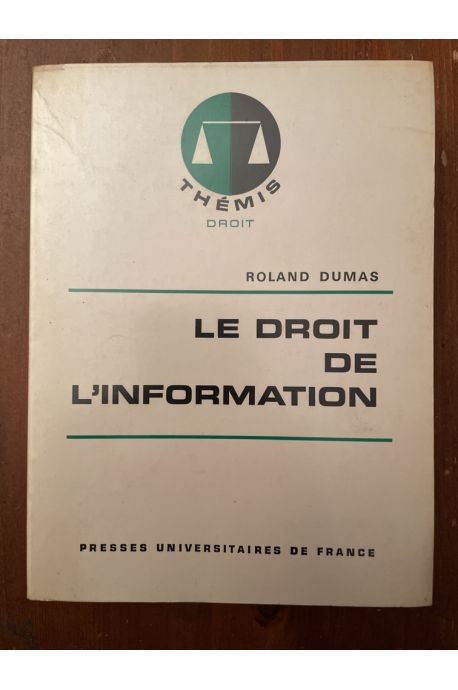 THÉMIS
DROIT
ROLAND DUMAS
LE DROIT
DE
L'INFORMATION
PRESSES UNIVERSITAIRES DE FRANCE